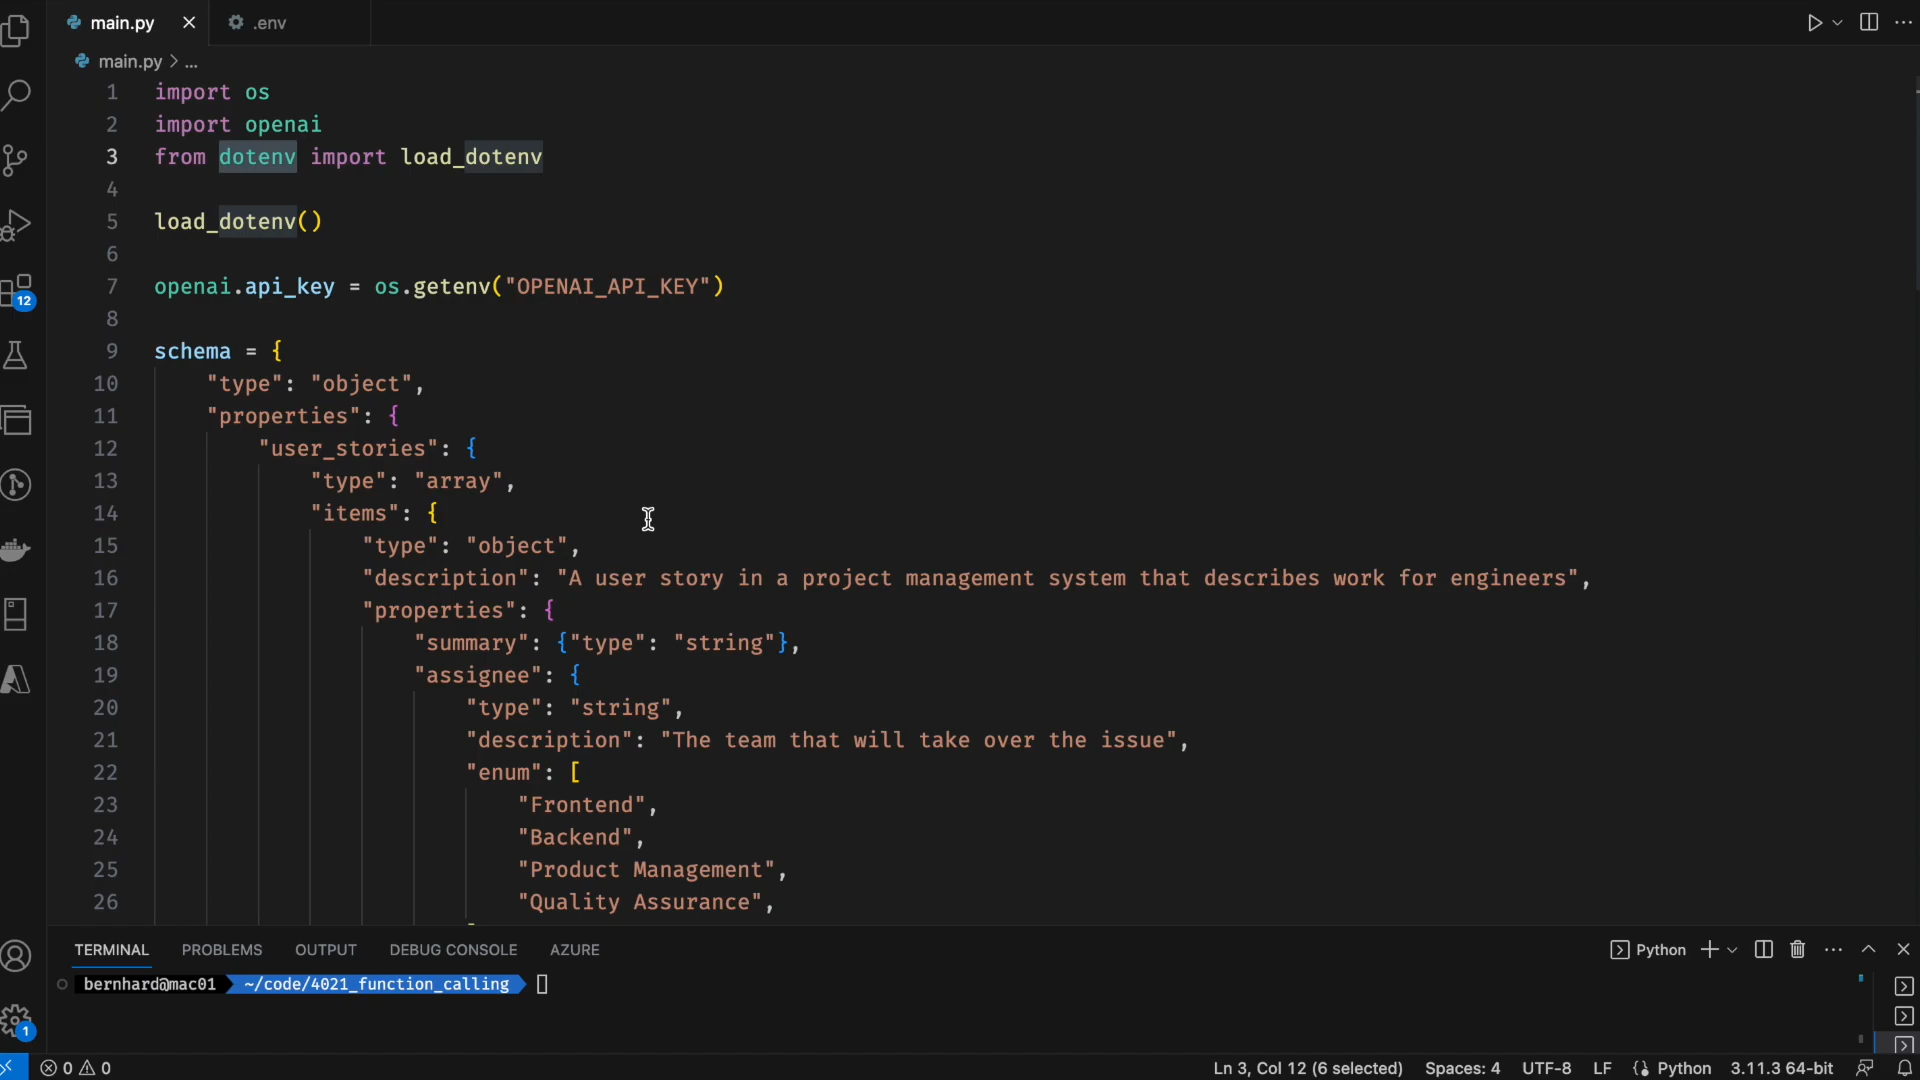 main.py
.env
main.py > ...
1 import os
2 import openai
3 from dotenv import load_dotenv
4
5 load_dotenv()
6
7 openai.api_key = os.getenv("OPENAI_API_KEY")
8
9 schema = {
10 "type": "object",
11 "properties": {
12 "user_stories": {
13 "type": "array",
14 "items": {
15 "type": "object",
16 "description": "A user story in a project management system that describes work for engineers",
17 "properties": {
18 "summary": {"type": "string"},
19 "assignee": {
20 "type": "string",
21 "description": "The team that will take over the issue",
22 "enum": [
23 "Frontend",
24 "Backend",
25 "Product Management",
26 "Quality Assurance",
12
1
TERMINAL PROBLEMS OUTPUT DEBUG CONSOLE AZURE Python
bernhard@mac01 ~/code/4021_function_calling
0 0 Ln 3, Col 12 (6 selected) Spaces: 4 UTF-8 LF Python 3.11.3 64-bit